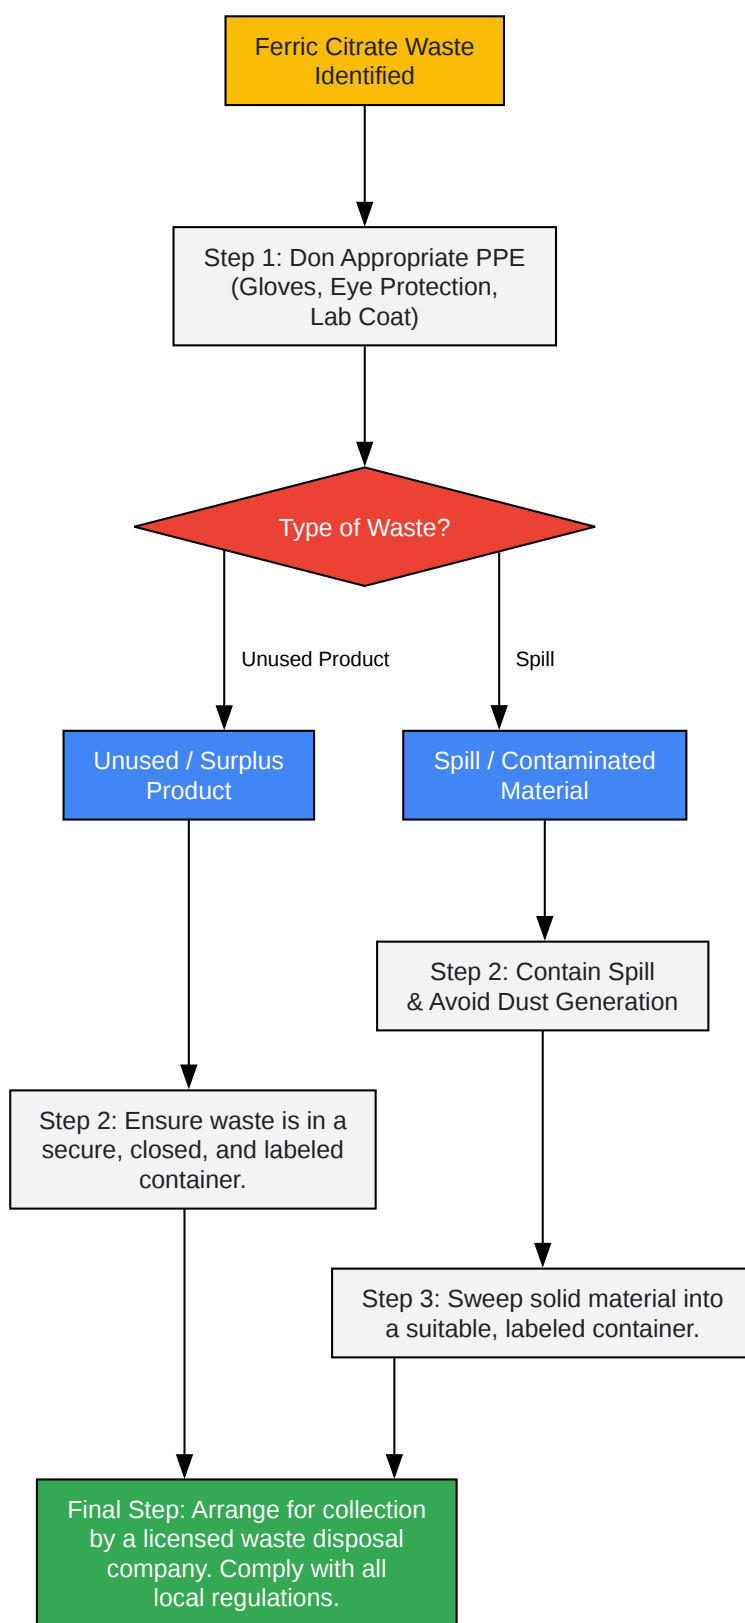 Ferric Citrate Waste
Identified
Step 1: Don Appropriate PPE
(Gloves, Eye Protection,
Lab Coat)
Type of Waste?
Unused Product
Spill
Unused / Surplus
Product
Spill / Contaminated
Material
Step 2: Contain Spill
& Avoid Dust Generation
Step 2: Ensure waste is in a
secure, closed, and labeled
container.
Step 3: Sweep solid material into
a suitable, labeled container.
Final Step: Arrange for collection
by a licensed waste disposal
company. Comply with all
local regulations.